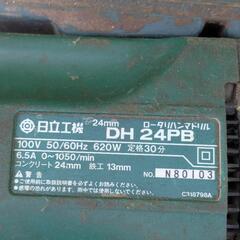 日立工機 24mm ロータリハンマドリル
DH 24PB
100V 50/60Hz 620W 定格30分
6.5A 0~1050/min
コンクリート 24mm 鉄工 13mm
NO. N80103
C318798A